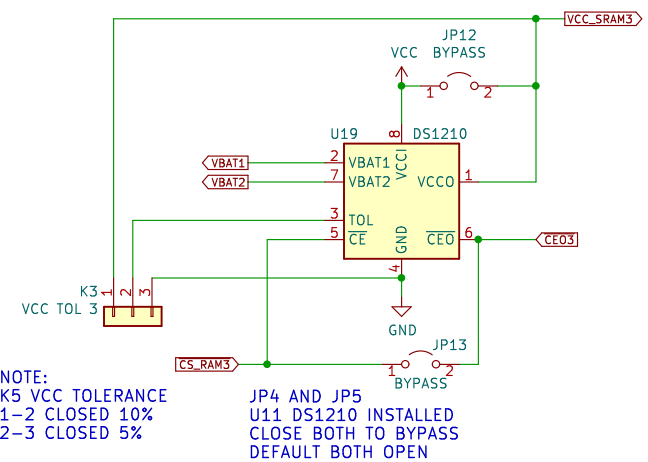 VCC_SRAM3
JP12
VCC BYPASS
1 2
U19 DS1210
8
VCCI
VBAT1 2 VBAT1
VBAT2 7 VBAT2
VCCO 1
3 TOL
5 CE
GND
CEO 6 CEO3
4
K3 1 2 3
VCC TOL 3
GND
JP13
CS_RAM3
1 2
BYPASS
NOTE:
K5 VCC TOLERANCE
1-2 CLOSED 10%
2-3 CLOSED 5%
JP4 AND JP5
U11 DS1210 INSTALLED
CLOSE BOTH TO BYPASS
DEFAULT BOTH OPEN